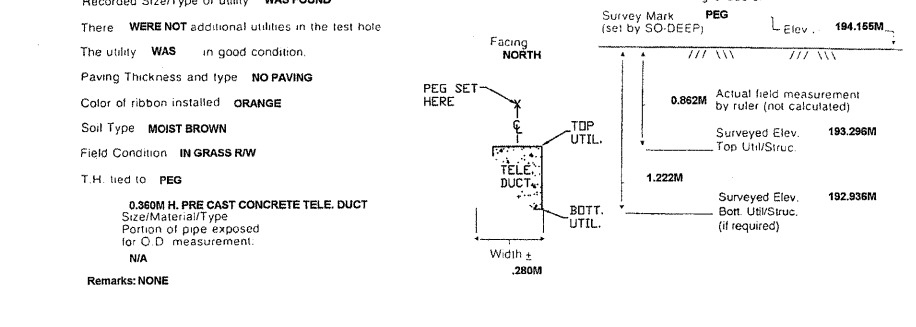 Recorded Size/Type of utility WAS FOUND
There WERE NOT additional utilities in the test hole
The utility WAS in good condition.
Paving Thickness and type NO PAVING
Color of ribbon installed ORANGE
Soil Type MOIST BROWN
Field Condition IN GRASS R/W
T.H. tied to PEG
0.360M H. PRE CAST CONCRETE TELE. DUCT
Size/Material/Type
Portion of pipe exposed
for O.D measurement.
N/A
Remarks: NONE
Facing
NORTH
PEG SET
HERE
℄
TOP
UTIL.
TELE.
DUCT
BOTT.
UTIL.
Width ±
.280M
Survey Mark PEG
(set by SO-DEEP)
Elev. 194.155M
0.862M Actual field measurement
by ruler (not calculated)
Surveyed Elev. 193.296M
Top Util/Struc.
1.222M
Surveyed Elev. 192.936M
Bott. Util/Struc.
(if required)